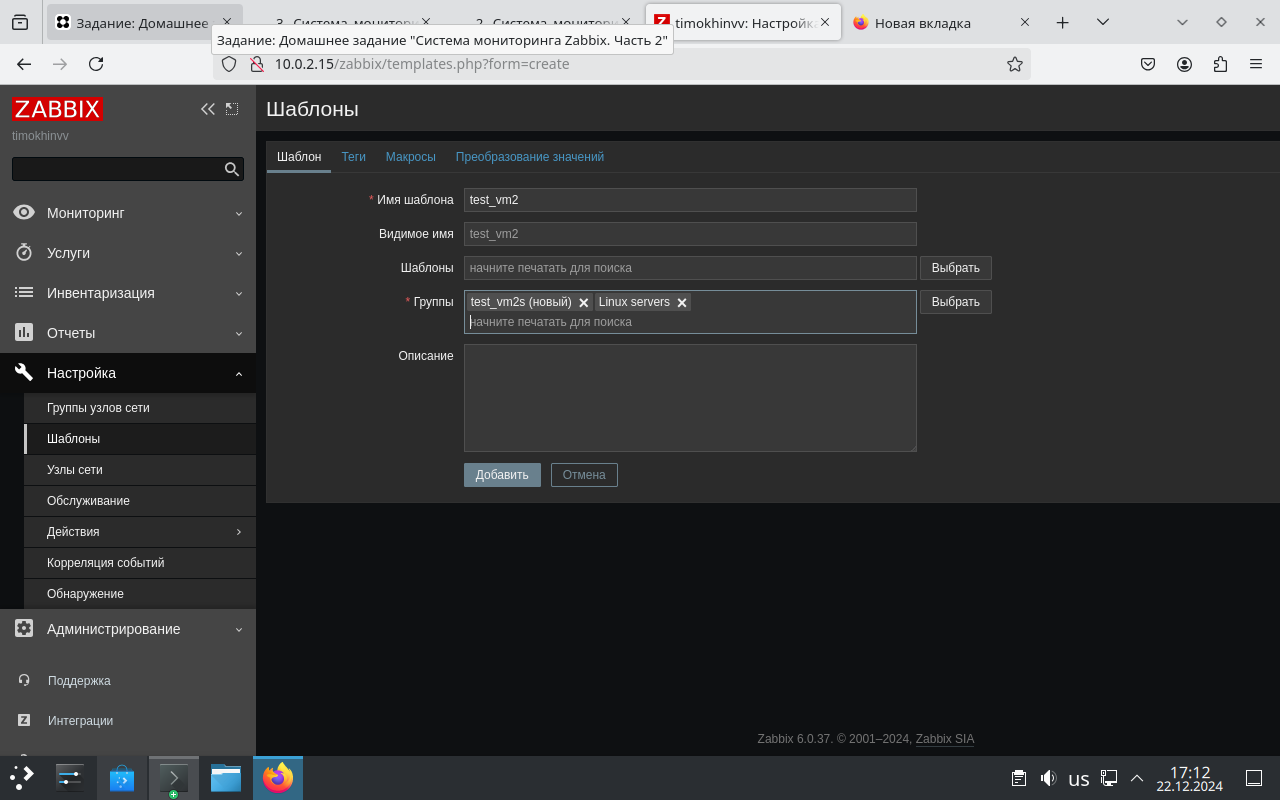 Задание: Домашнее
3. Система монитори
2. Система монитори
timokhinvv: Настройка
Новая вкладка
Задание: Домашнее задание "Система мониторинга Zabbix. Часть 2"
10.0.2.15/zabbix/templates.php?form=create
ZABBIX
timokhinvv
Мониторинг
Услуги
Инвентаризация
Отчеты
Настройка
Группы узлов сети
Шаблоны
Узлы сети
Обслуживание
Действия
Корреляция событий
Обнаружение
Администрирование
Поддержка
Интеграции
Шаблоны
Шаблон Теги Макросы Преобразование значений
* Имя шаблона test_vm2
Видимое имя test_vm2
Шаблоны начните печатать для поиска Выбрать
* Группы test_vm2s (новый) Linux servers Выбрать
начните печатать для поиска
Описание
Добавить Отмена
Zabbix 6.0.37. © 2001–2024, Zabbix SIA
us
17:12
22.12.2024